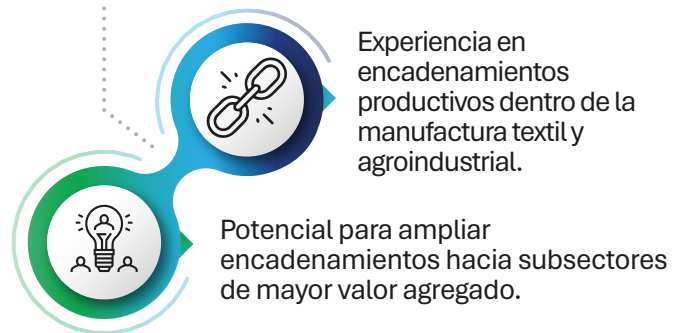 Experiencia en
encadenamientos
productivos dentro de la
manufactura textil y
agroindustrial.
Potencial para ampliar
encadenamientos hacia subsectores
de mayor valor agregado.